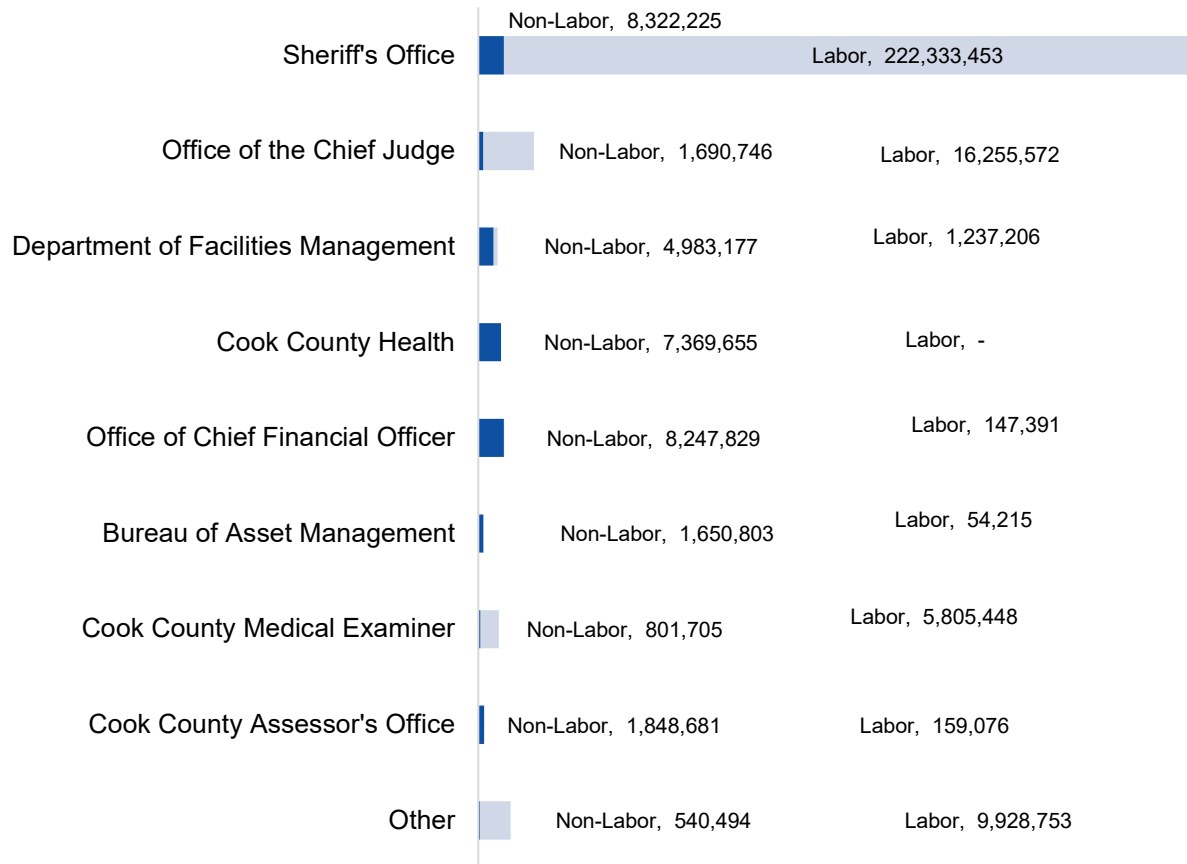 Non-Labor, 8,322,225
Sheriff's Office
Labor, 222,333,453
Office of the Chief Judge
Non-Labor, 1,690,746
Labor, 16,255,572
Department of Facilities Management
Non-Labor, 4,983,177
Labor, 1,237,206
Cook County Health
Non-Labor, 7,369,655
Labor, -
Office of Chief Financial Officer
Non-Labor, 8,247,829
Labor, 147,391
Bureau of Asset Management
Non-Labor, 1,650,803
Labor, 54,215
Cook County Medical Examiner
Non-Labor, 801,705
Labor, 5,805,448
Cook County Assessor's Office
Non-Labor, 1,848,681
Labor, 159,076
Other
Non-Labor, 540,494
Labor, 9,928,753